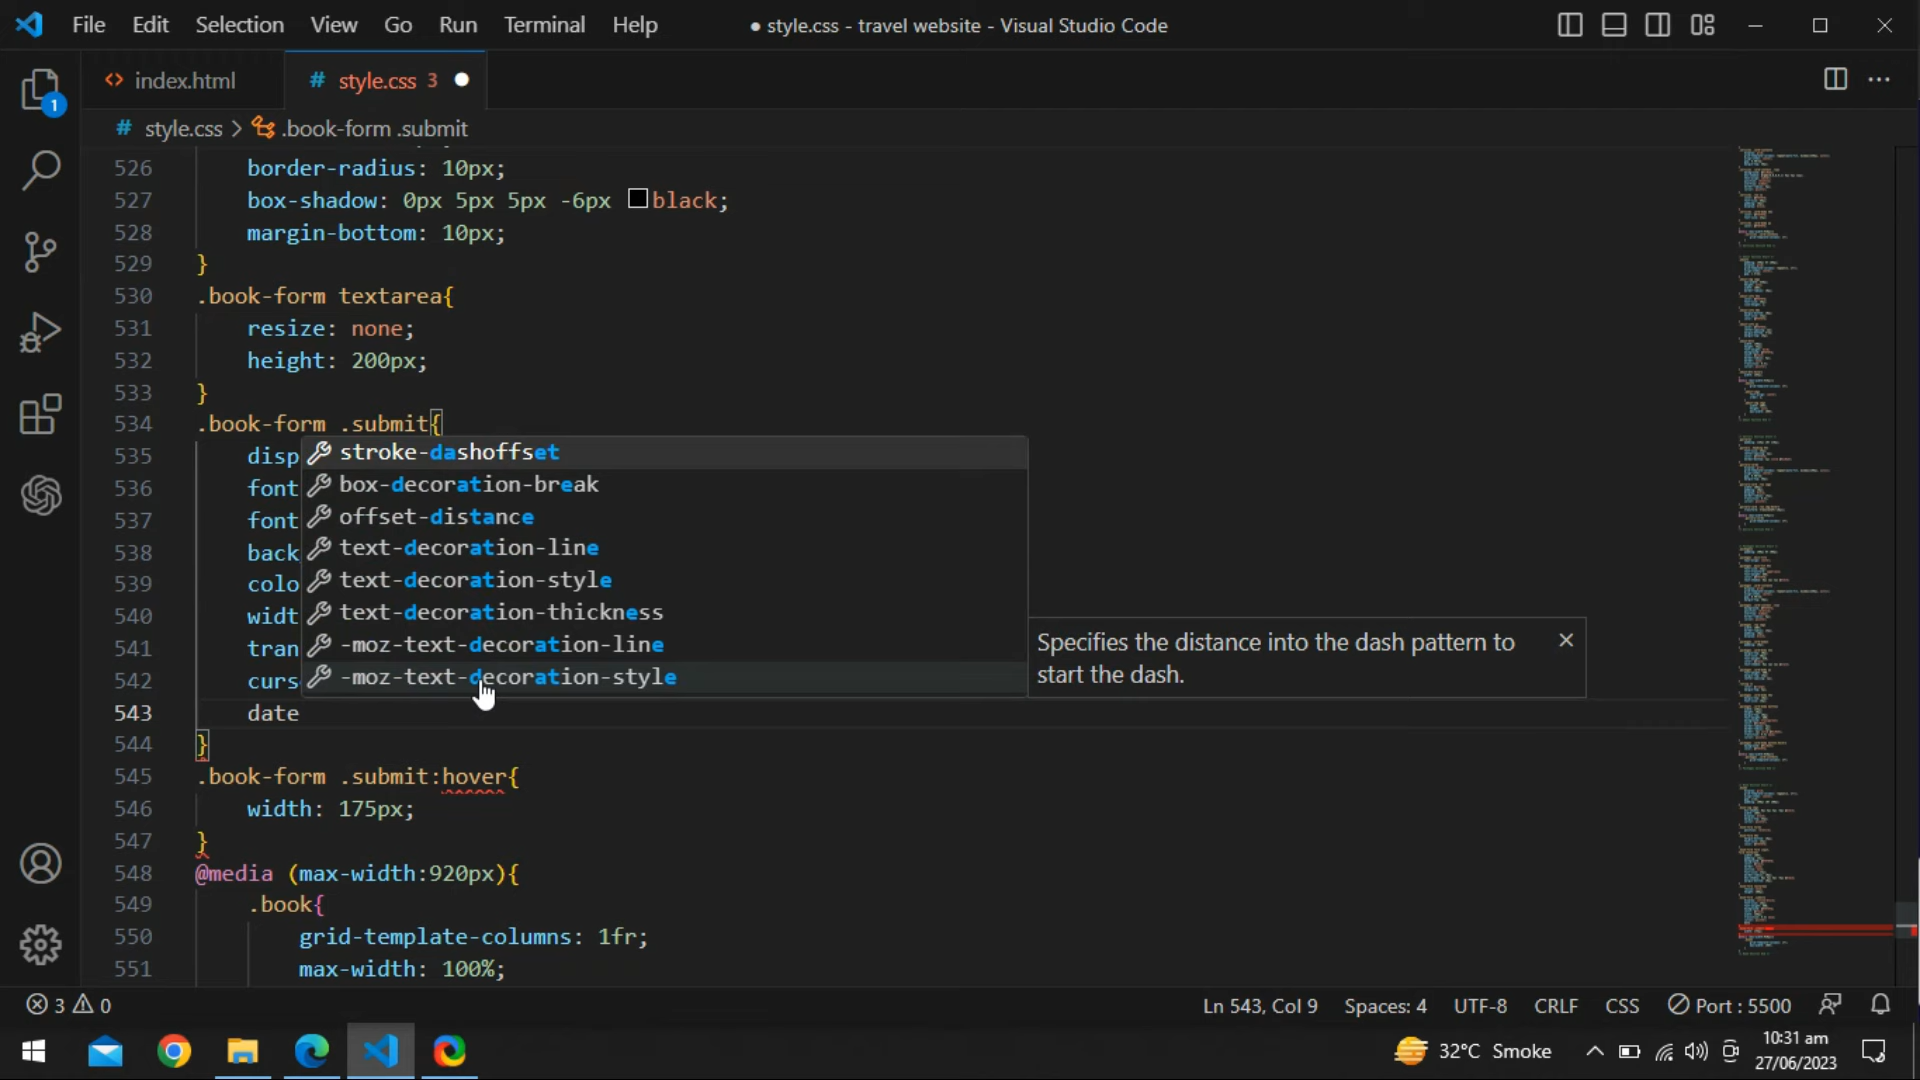 File Edit Selection View Go Run Terminal Help
● style.css - travel website - Visual Studio Code
<> index.html
# style.css 3
# style.css > .book-form .submit
526 border-radius: 10px;
527 box-shadow: 0px 5px 5px -6px black;
528 margin-bottom: 10px;
529 }
530 .book-form textarea{
531 resize: none;
532 height: 200px;
533 }
534 .book-form .submit{
535 disp
stroke-dashoffset
536 font
box-decoration-break
offset-distance
537 font
text-decoration-line
538 back
text-decoration-style
539 colo
text-decoration-thickness
540 widt
-moz-text-decoration-line
541 tran
-moz-text-decoration-style
542 curs
Specifies the distance into the dash pattern to
start the dash.
543 date
544 }
545 .book-form .submit:hover{
546 width: 175px;
547 }
548 @media (max-width:920px){
549 .book{
550 grid-template-columns: 1fr;
551 max-width: 100%;
1
3 0
Ln 543, Col 9 Spaces: 4 UTF-8 CRLF CSS Port : 5500
32°C Smoke
10:31 am
27/06/2023